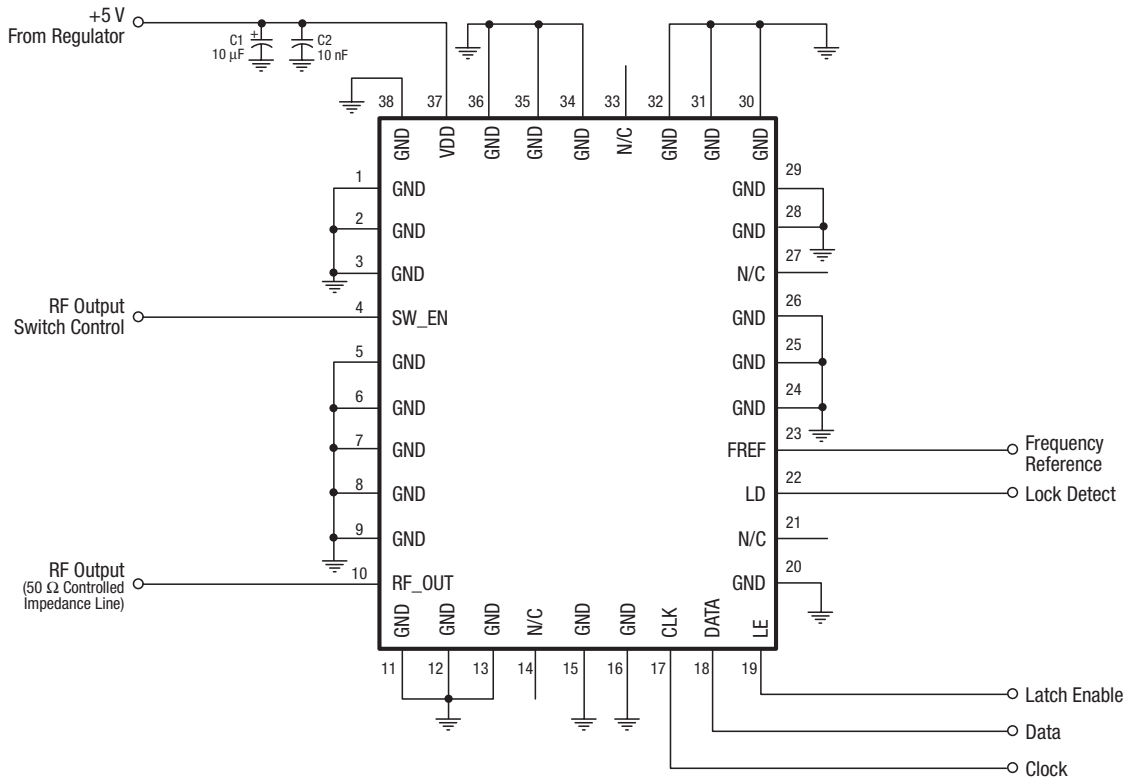 +5 V
From Regulator
C1
10 μF
+
C2
10 nF
38 37 36 35 34 33 32 31 30
GND VDD GND GND GND N/C GND GND GND
1 GND
2 GND
3 GND
RF Output
Switch Control
4 SW_EN
5 GND
6 GND
7 GND
8 GND
9 GND
RF Output
(50 Ω Controlled
Impedance Line)
10 RF_OUT
GND 29
GND 28
N/C 27
GND 26
GND 25
GND 24
FREF 23
Frequency
Reference
LD 22
Lock Detect
N/C 21
GND 20
GND GND GND N/C GND GND CLK DATA LE
11 12 13 14 15 16 17 18 19
Latch Enable
Data
Clock